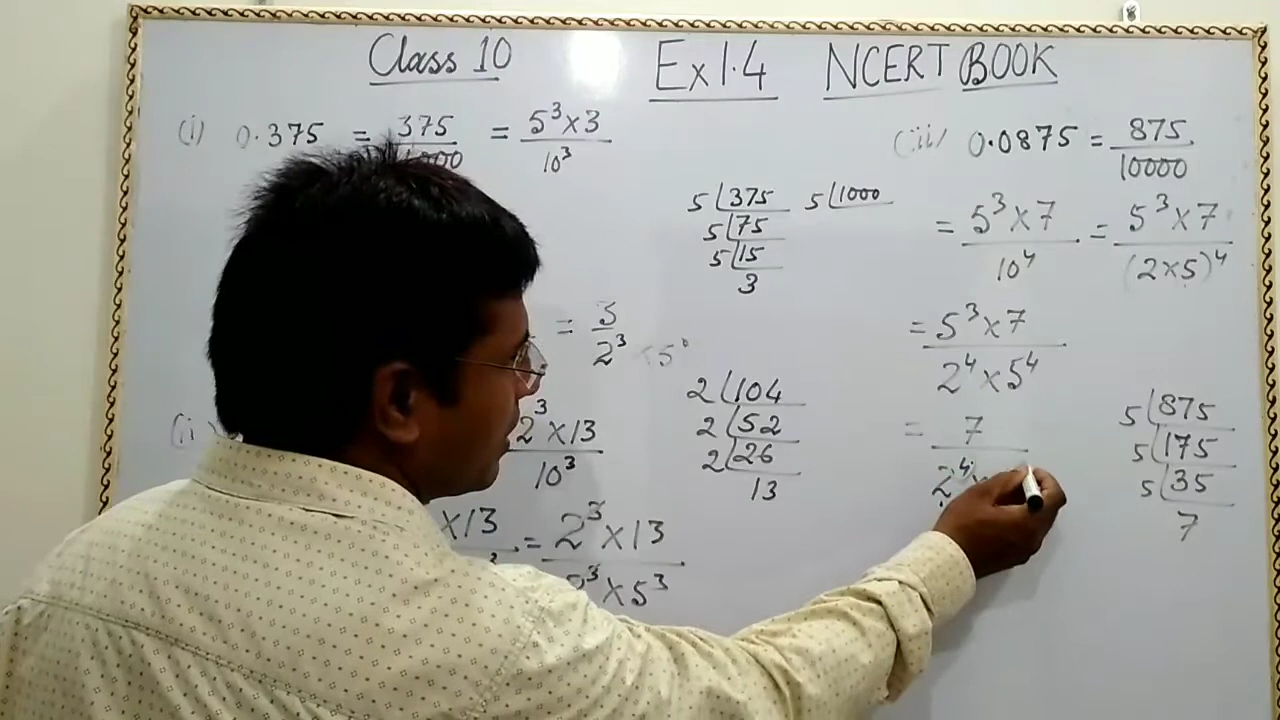 Class 10 Ex 1.4 NCERT BOOK
(i) 0.375 = 375/1000 = 5³×3/10³
5 | 375
5 | 75
5 | 15
3
5 | 1000
= 3/2³ ×5⁰
(ii)
2³×13/10³
2 | 104
2 | 52
2 | 26
13
×13 = 2³×13/2³×5³
(iii) 0.0875 = 875/10000
= 5³×7/10⁴ = 5³×7/(2×5)⁴
= 5³×7/2⁴×5⁴
= 7/2⁴×
5 | 875
5 | 175
5 | 35
7